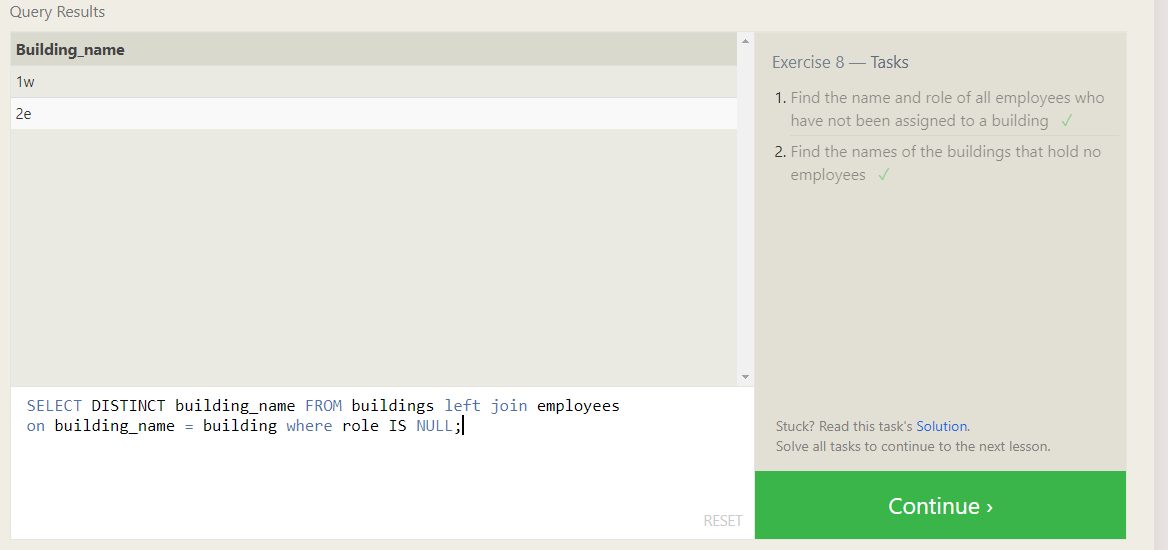 Query Results
Building_name
1w
2e
SELECT DISTINCT building_name FROM buildings left join employees
on building_name = building where role IS NULL;
RESET
Exercise 8 — Tasks
1. Find the name and role of all employees who
have not been assigned to a building ✓
2. Find the names of the buildings that hold no
employees ✓
Stuck? Read this task's Solution.
Solve all tasks to continue to the next lesson.
Continue ›